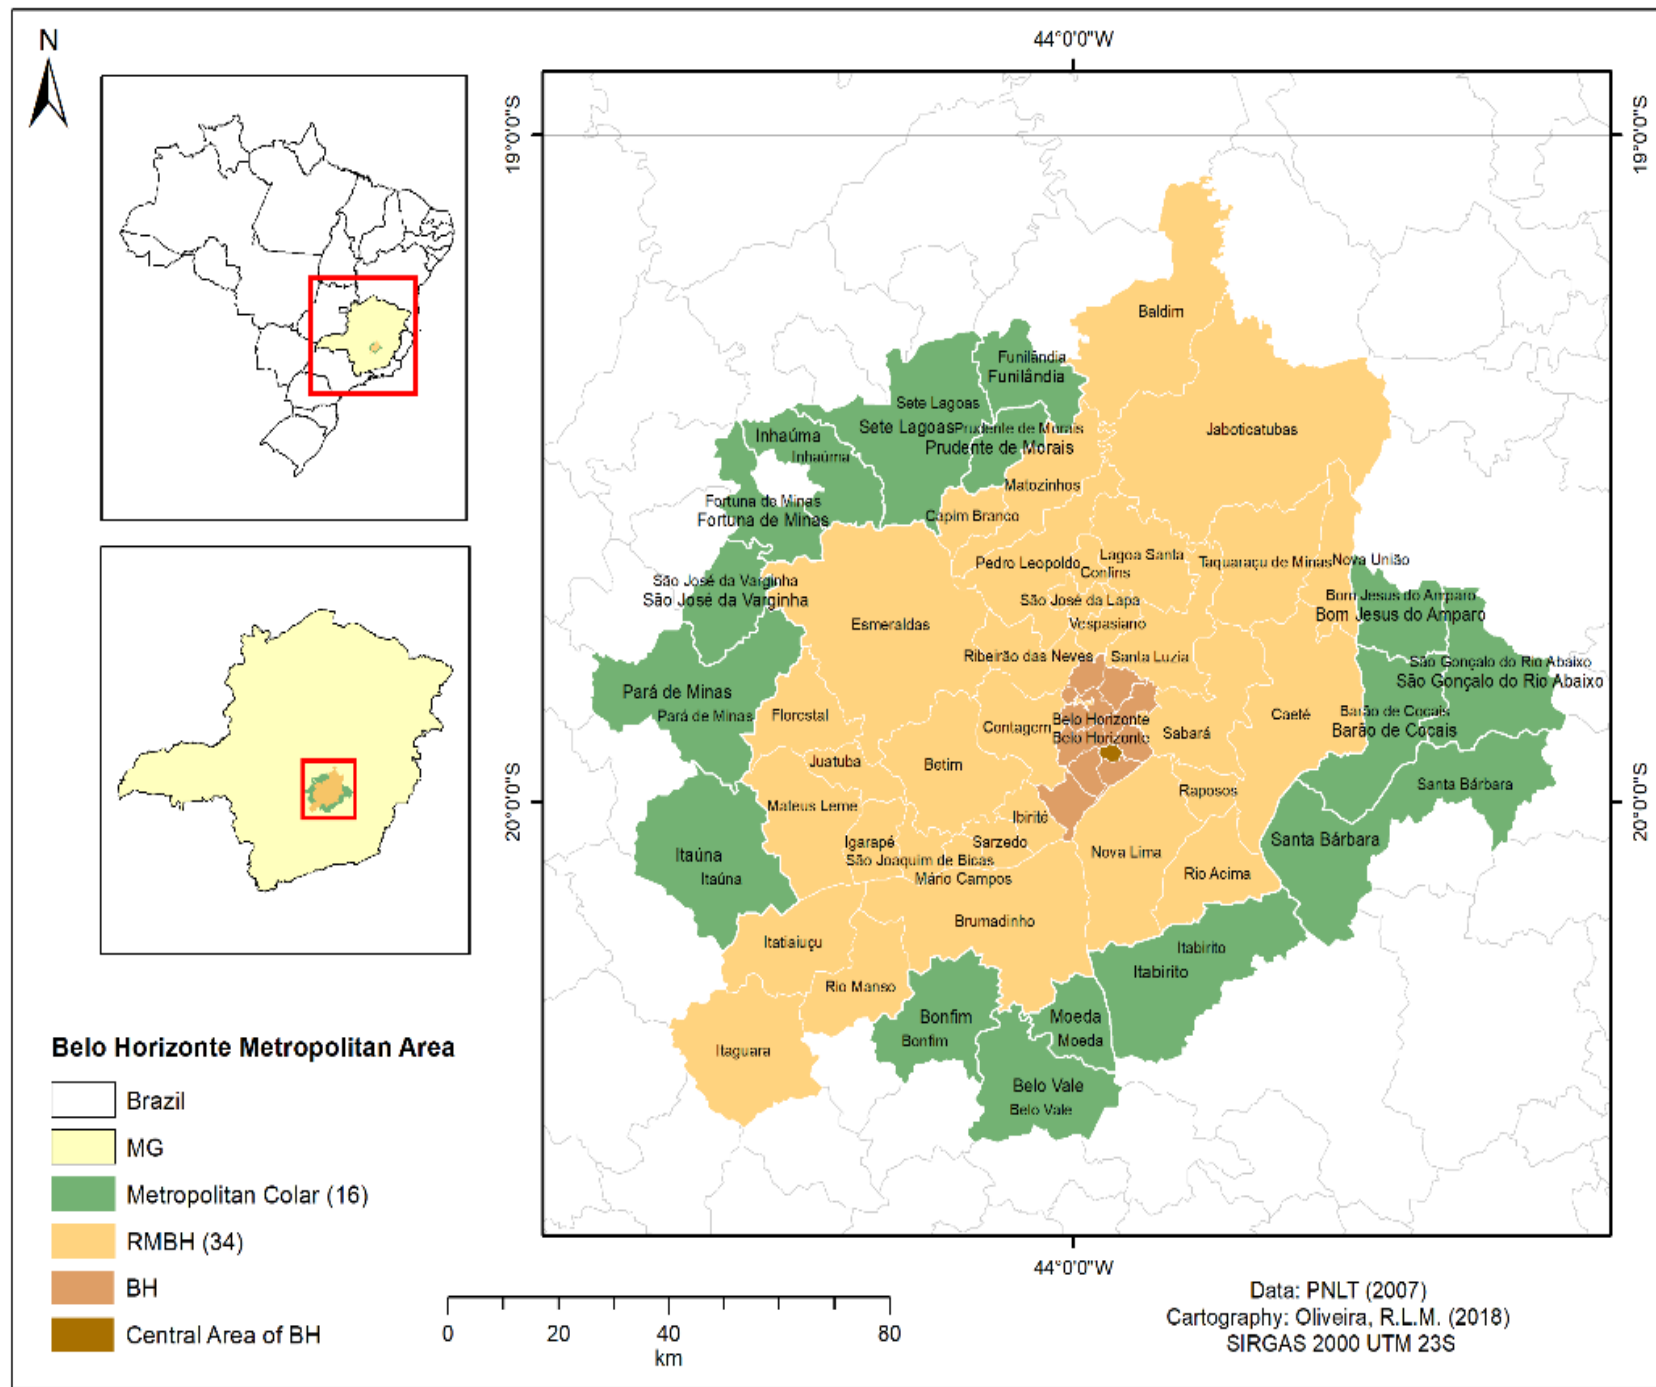 N
44°0'0"W
19°0'0"S
19°0'0"S
Baldim
Funilândia
Funilândia
Sete Lagoas
Sete Lagoas
Prudente de Morais
Prudente de Morais
Jaboticatubas
Inhaúma
Inhaúma
Matozinhos
Fortuna de Minas
Fortuna de Minas
Capim Branco
Pedro Leopoldo
Lagoa Santa
Confins
Taquaraçu de Minas
Nova União
São José da Varginha
São José da Varginha
São José da Lapa
Bom Jesus do Amparo
Bom Jesus do Amparo
Esmeraldas
Vespasiano
Ribeirão das Neves
Santa Luzia
São Gonçalo do Rio Abaixo
São Gonçalo do Rio Abaixo
Pará de Minas
Pará de Minas
Florestal
Contagem
Belo Horizonte
Belo Horizonte
Sabará
Caeté
Barão de Cocais
Barão de Cocais
Juatuba
Betim
Santa Bárbara
Raposos
20°0'0"S
20°0'0"S
Mateus Leme
Ibirité
Igarapé
Sarzedo
Santa Bárbara
Itaúna
Itaúna
São Joaquim de Bicas
Nova Lima
Mário Campos
Rio Acima
Brumadinho
Itatiaiuçu
Itabirito
Itabirito
Rio Manso
Bonfim
Bonfim
Moeda
Moeda
Itaguara
Belo Vale
Belo Vale
44°0'0"W
Belo Horizonte Metropolitan Area
Brazil
MG
Metropolitan Colar (16)
RMBH (34)
BH
Central Area of BH
0 20 40 80
km
Data: PNLT (2007)
Cartography: Oliveira, R.L.M. (2018)
SIRGAS 2000 UTM 23S